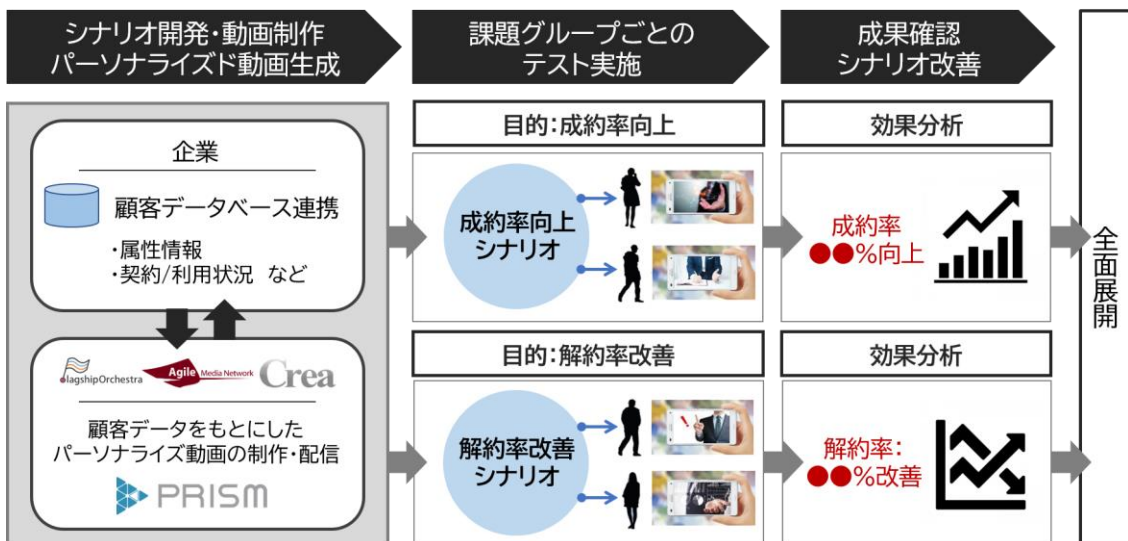 シナリオ開発・動画制作
パーソナライズド動画生成
課題グループごとの
テスト実施
成果確認
シナリオ改善
企業
顧客データベース連携
・属性情報
・契約/利用状況 など
flagshipOrchestra
Agile Media Network
Crea
顧客データをもとにした
パーソナライズ動画の制作・配信
PRISM
目的:成約率向上
成約率向上
シナリオ
目的:解約率改善
解約率改善
シナリオ
効果分析
成約率
●●%向上
効果分析
解約率:
●●%改善
全面展開